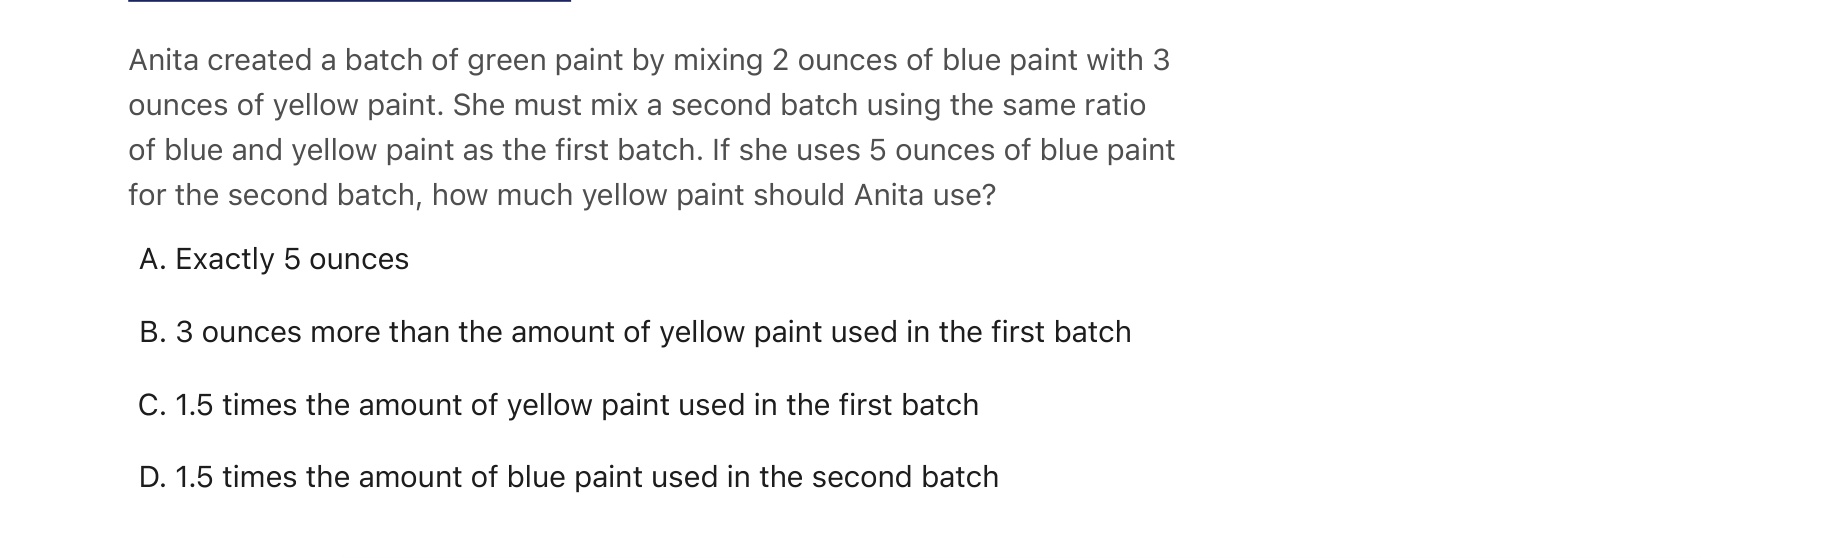 Anita created a batch of green paint by mixing 2 ounces of blue paint with 3
ounces of yellow paint. She must mix a second batch using the same ratio
of blue and yellow paint as the first batch. If she uses 5 ounces of blue paint
for the second batch, how much yellow paint should Anita use?
A. Exactly 5 ounces
B. 3 ounces more than the amount of yellow paint used in the first batch
C. 1.5 times the amount of yellow paint used in the first batch
D. 1.5 times the amount of blue paint used in the second batch